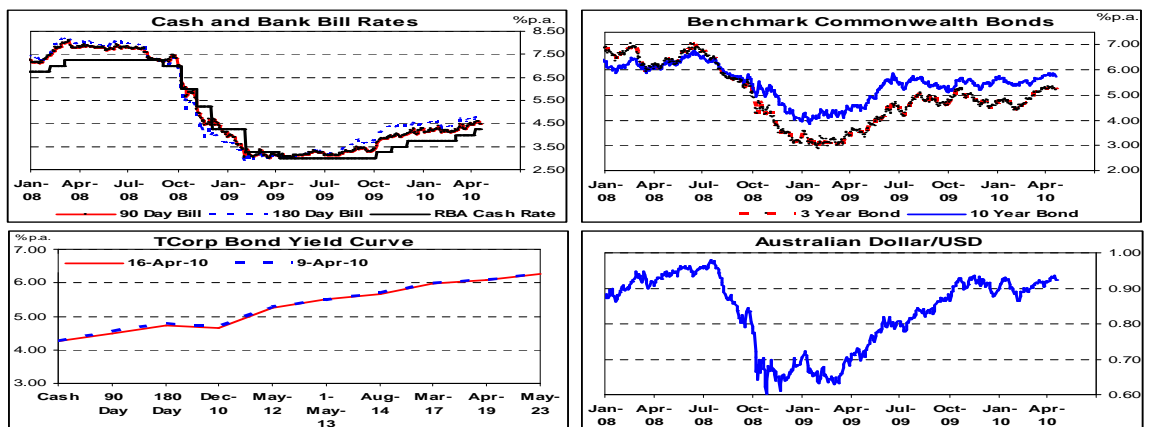 Cash and Bank Bill Rates
%p.a.
8.50
7.50
6.50
5.50
4.50
3.50
2.50
Jan-08 Apr-08 Jul-08 Oct-08 Jan-09 Apr-09 Jul-09 Oct-09 Jan-10 Apr-10
90 Day Bill 180 Day Bill RBA Cash Rate
Benchmark Commonwealth Bonds
%p.a.
7.00
6.00
5.00
4.00
3.00
2.00
Jan-08 Apr-08 Jul-08 Oct-08 Jan-09 Apr-09 Jul-09 Oct-09 Jan-10 Apr-10
3 Year Bond 10 Year Bond
%p.a.
TCorp Bond Yield Curve
7.00
16-Apr-10 9-Apr-10
6.00
5.00
4.00
3.00
Cash 90 Day 180 Day Dec-10 May-12 1-May-13 Aug-14 Mar-17 Apr-19 May-23
Australian Dollar/USD
1.00
0.90
0.80
0.70
0.60
Jan-08 Apr-08 Jul-08 Oct-08 Jan-09 Apr-09 Jul-09 Oct-09 Jan-10 Apr-10